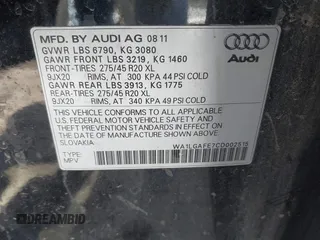 MFD. BY AUDI AG 08 11
GVWR LBS 6790, KG 3080
GAWR FRONT LBS 3219, KG 1460
FRONT-TIRES 275/45 R20 XL
9JX20 RIMS, AT 300 KPA 44 PSI COLD
GAWR REAR LBS 3913, KG 1775
REAR-TIRES 275/45 R20 XL
9JX20 RIMS, AT 340 KPA 49 PSI COLD
Audi
THIS VEHICLE CONFORMS TO ALL APPLICABLE
U.S. FEDERAL MOTOR VEHICLE SAFETY AND
THEFT PREVENTION STANDARDS IN EFFECT
ON THE DATE OF MANUFACTURE SHOWN ABOVE.
SLOVAKIA WA1LGAFE7CD002515
TYPE:
MPV
DREAMBID